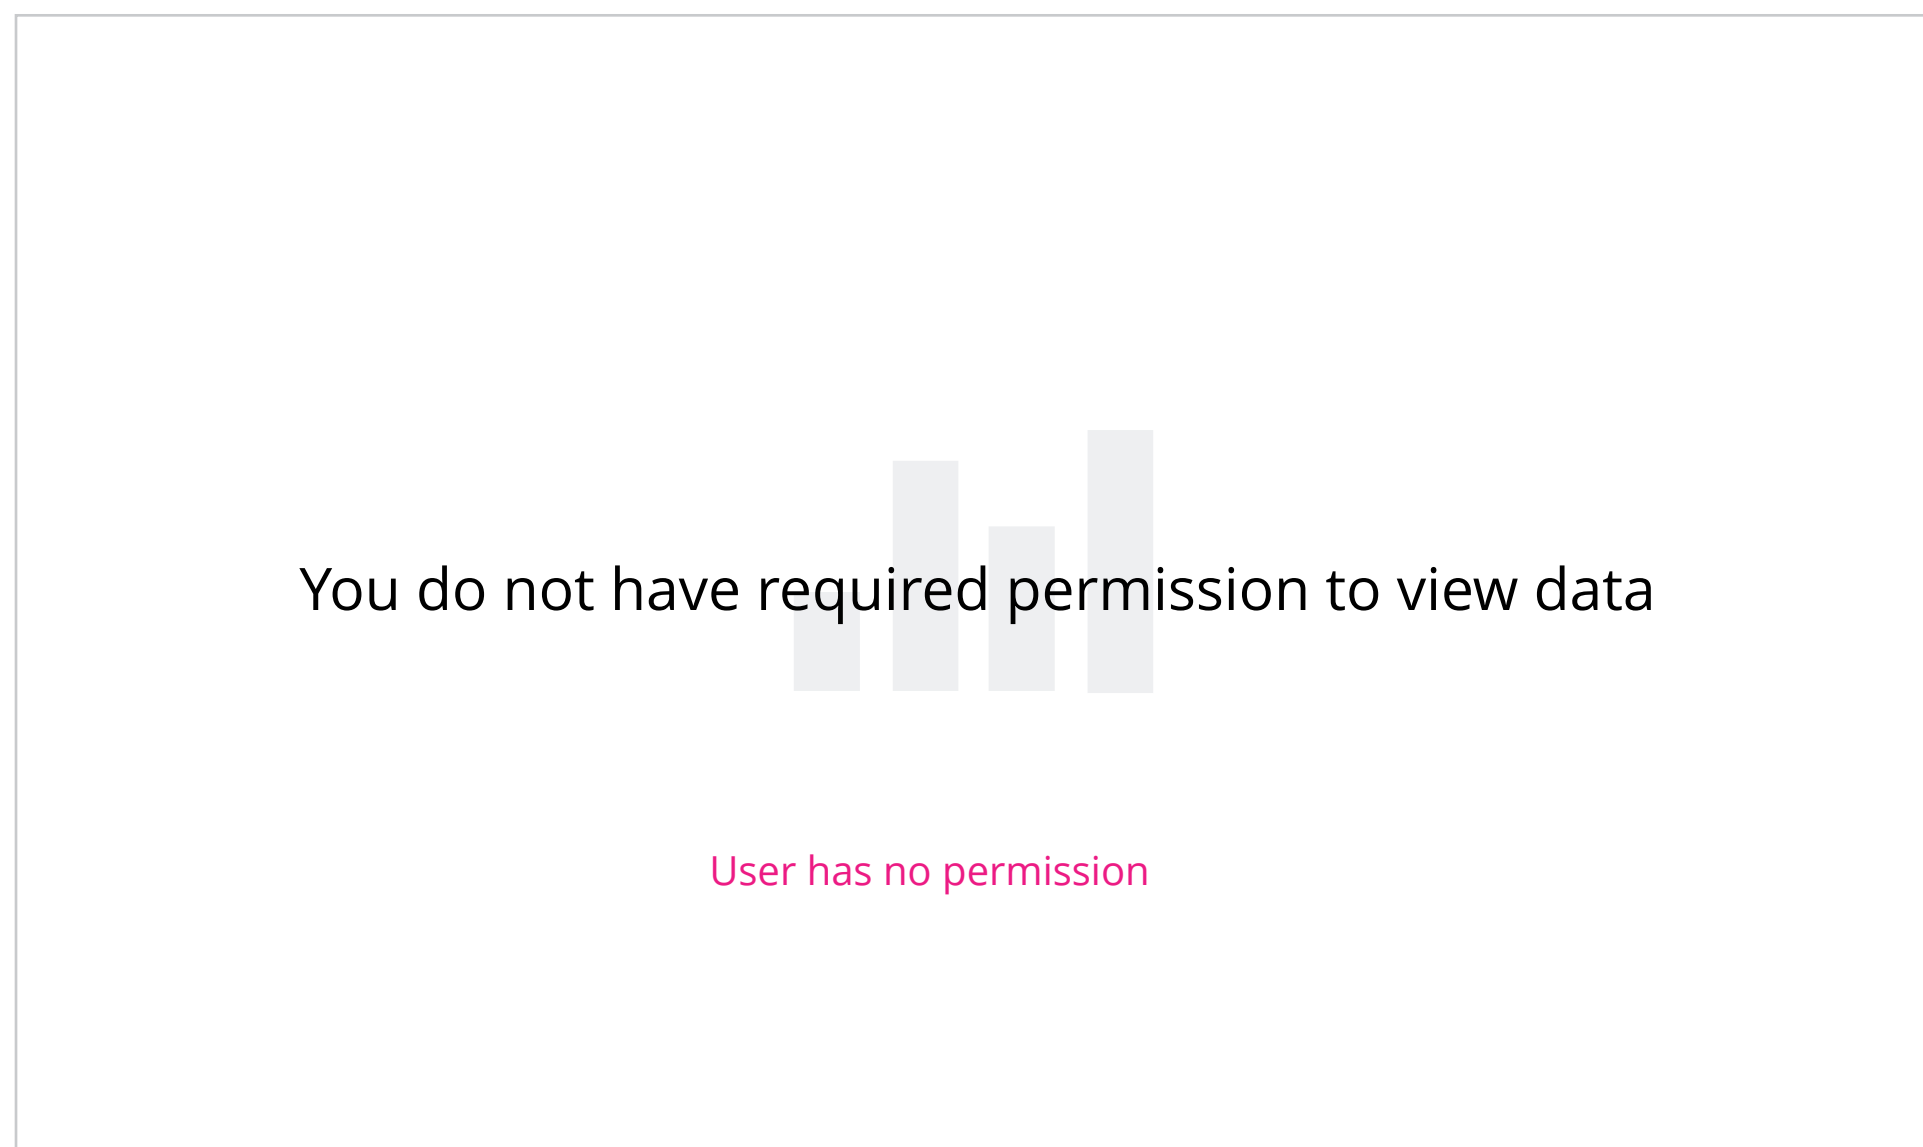 You do not have required permission to view data
User has no permission